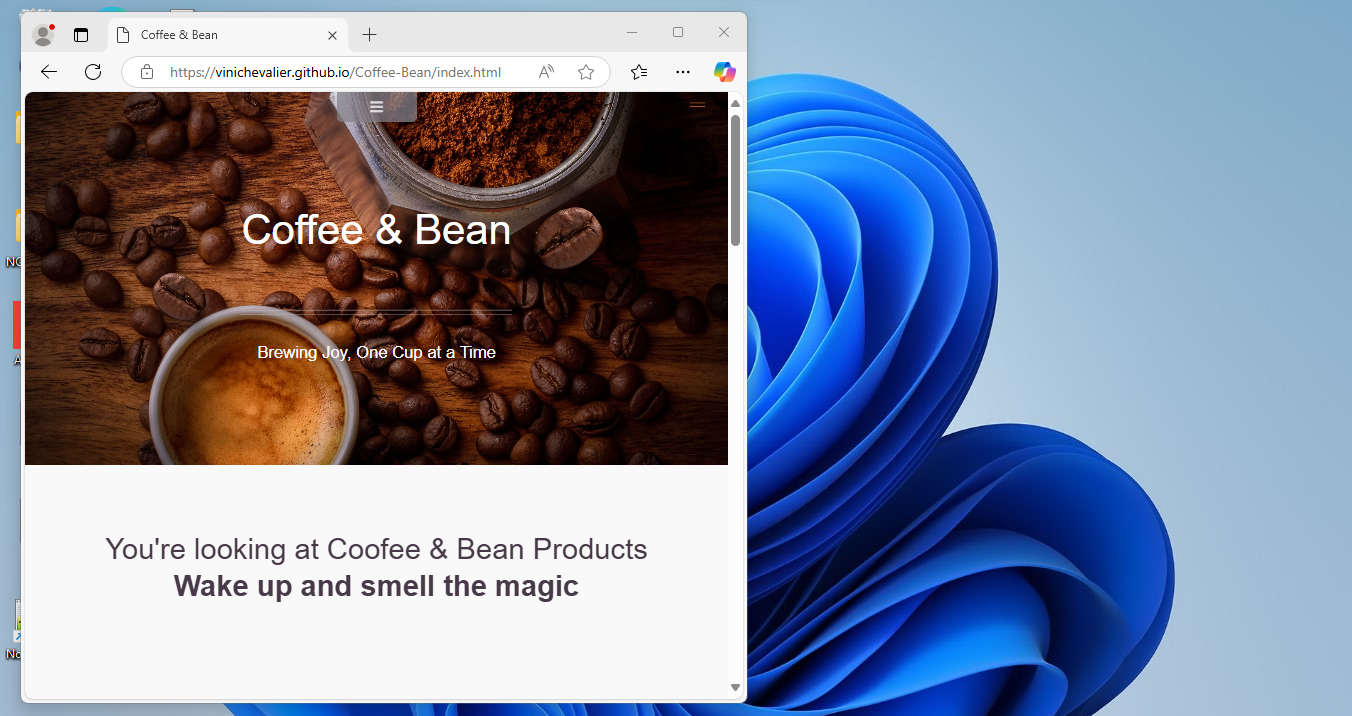 Coffee & Bean
https://vinichevalier.github.io/Coffee-Bean/index.html
Coffee & Bean
Brewing Joy, One Cup at a Time
You're looking at Coofee & Bean Products
Wake up and smell the magic